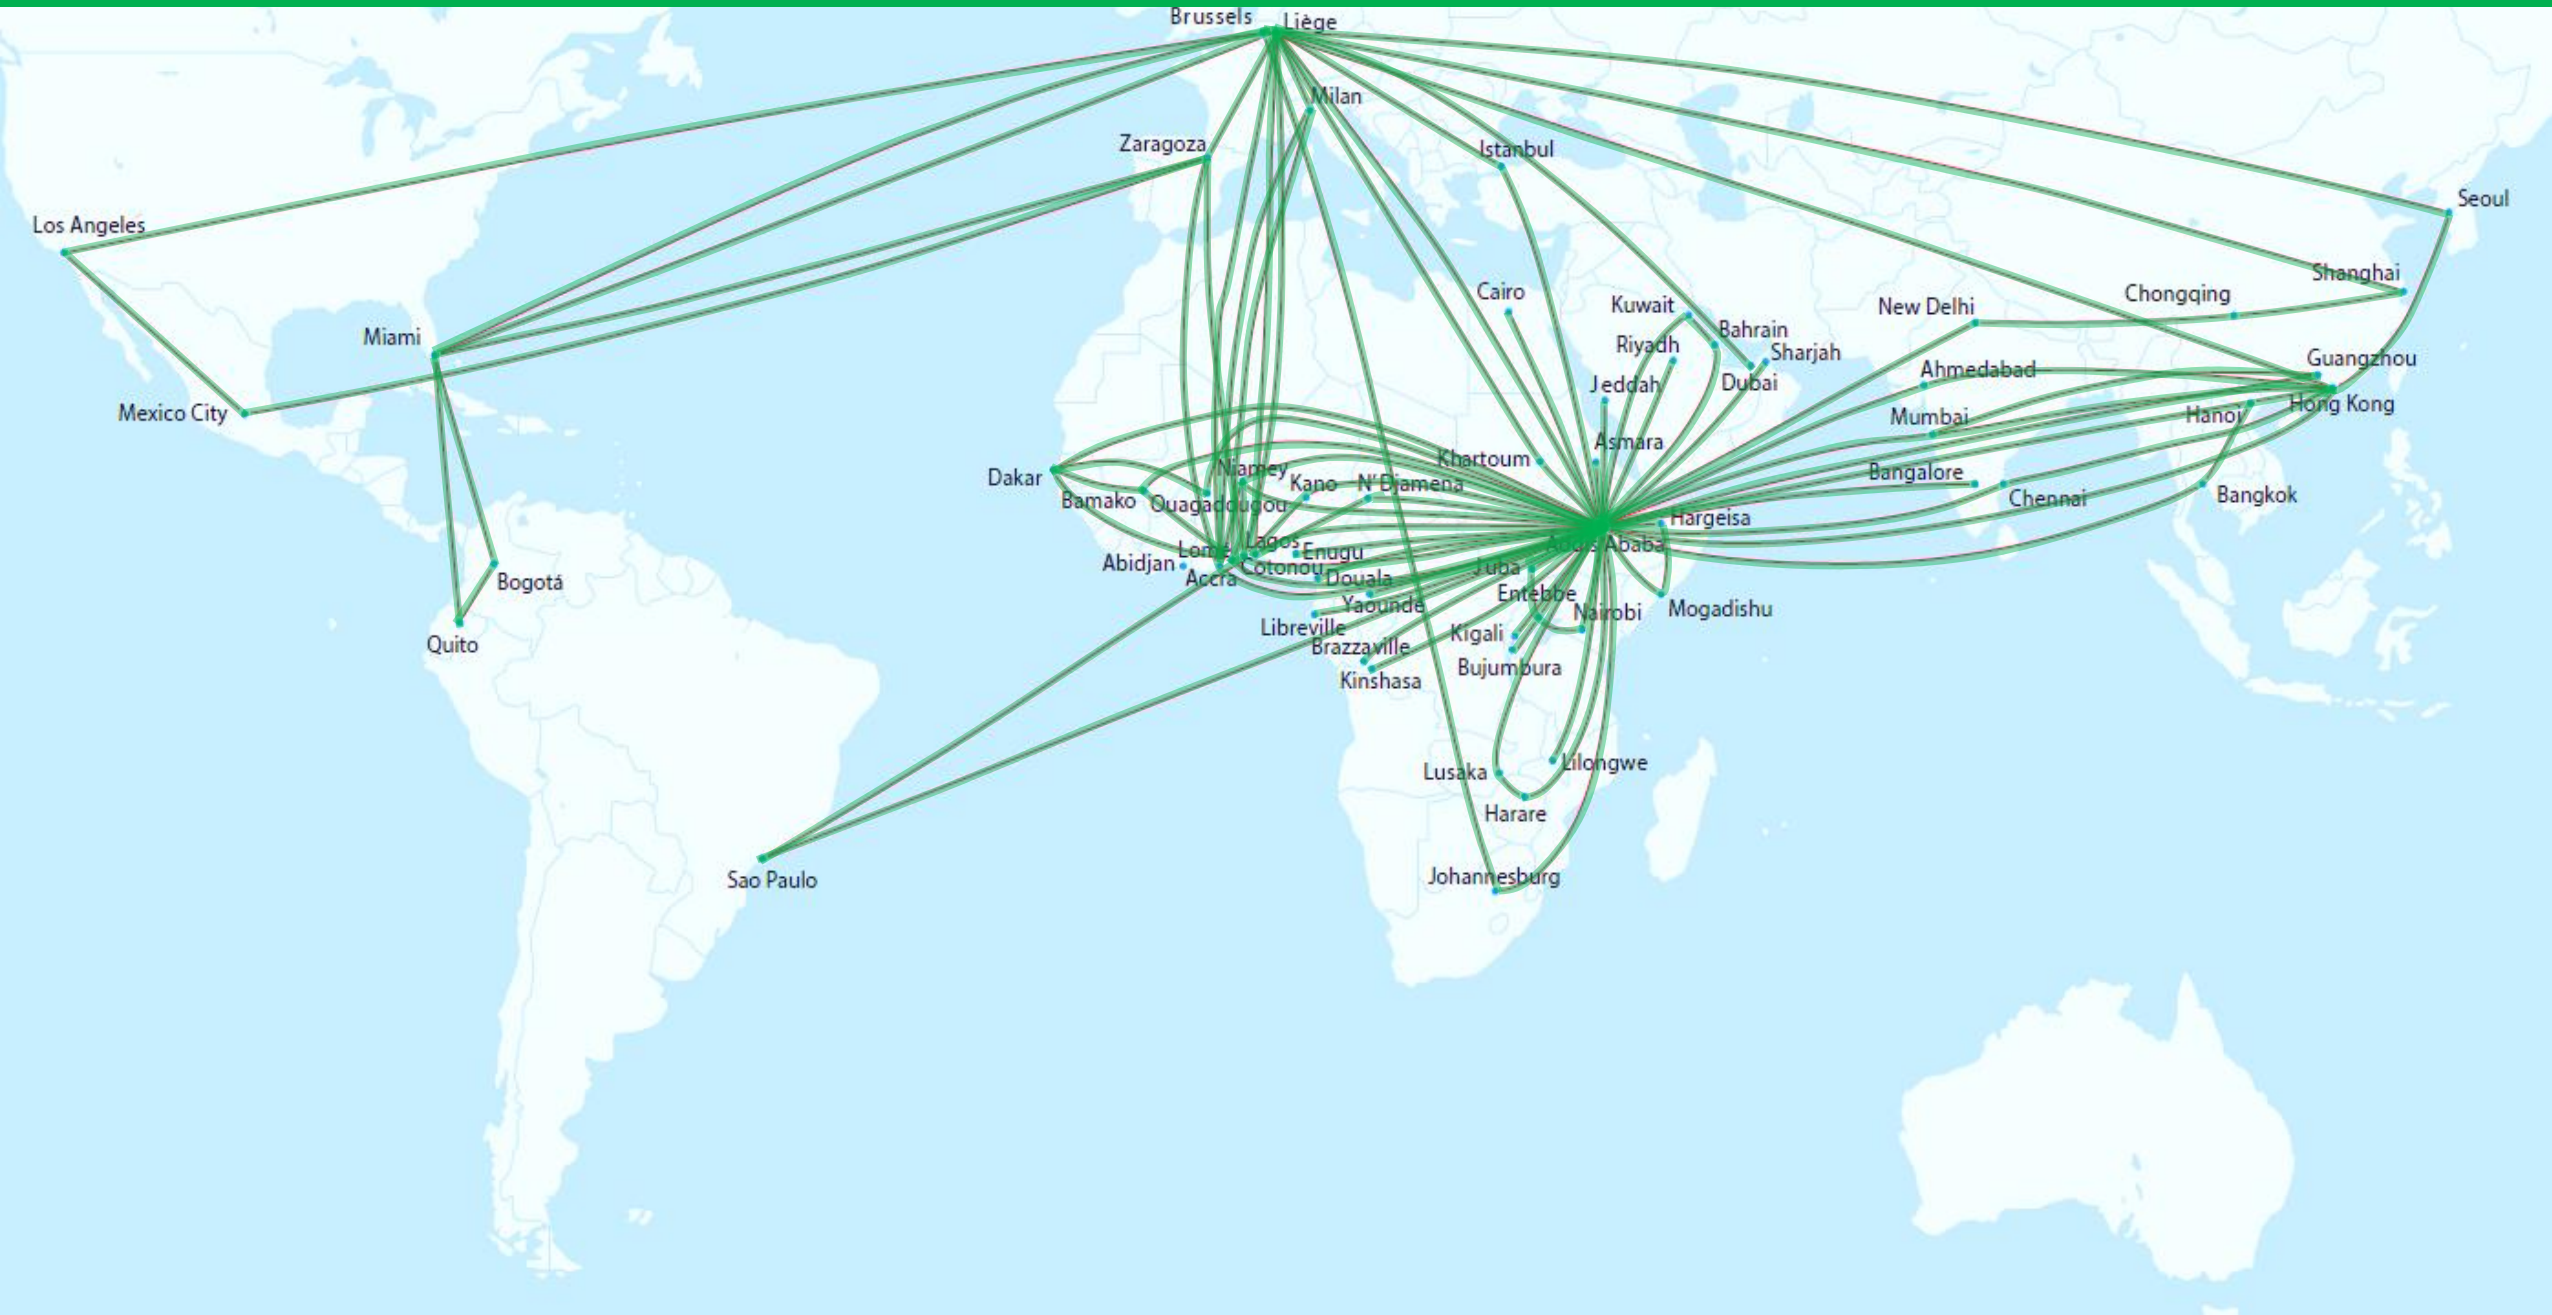 Brussels
Liège
Milan
Zaragoza
Istanbul
Seoul
Los Angeles
Shanghai
Cairo
Chongqing
Kuwait
New Delhi
Miami
Bahrain
Riyadh
Sharjah
Guangzhou
Ahmedabad
Jeddah
Dubai
Hong Kong
Mexico City
Mumbai
Hanoi
Asmara
Khartoum
Niamey
Dakar
Kano
N'Djamena
Bangalore
Bamako
Ouagadougou
Chennai
Bangkok
Hargeisa
Lagos
Addis Ababa
Lomé
Enugu
Abidjan
Cotonou
Juba
Accra
Douala
Bogotá
Entebbe
Yaounde
Nairobi
Mogadishu
Libreville
Kigali
Quito
Brazzaville
Bujumbura
Kinshasa
Lilongwe
Lusaka
Harare
Johannesburg
Sao Paulo